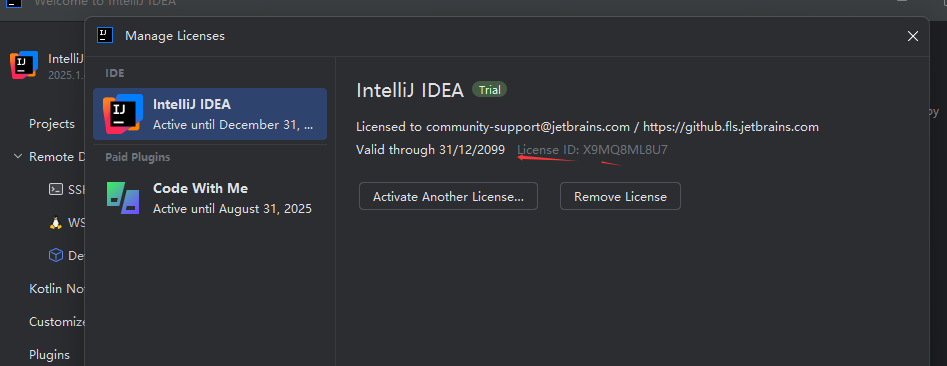 Welcome to IntelliJ IDEA
Manage Licenses
IntelliJ
2025.1.
Projects
Remote D
SSH
WS
De
Kotlin No
Customize
Plugins
IDE
IntelliJ IDEA
Active until December 31, ...
Paid Plugins
Code With Me
Active until August 31, 2025
IntelliJ IDEA Trial
Licensed to community-support@jetbrains.com / https://github.fls.jetbrains.com
Valid through 31/12/2099 License ID: X9MQ8ML8U7
Activate Another License... Remove License
py